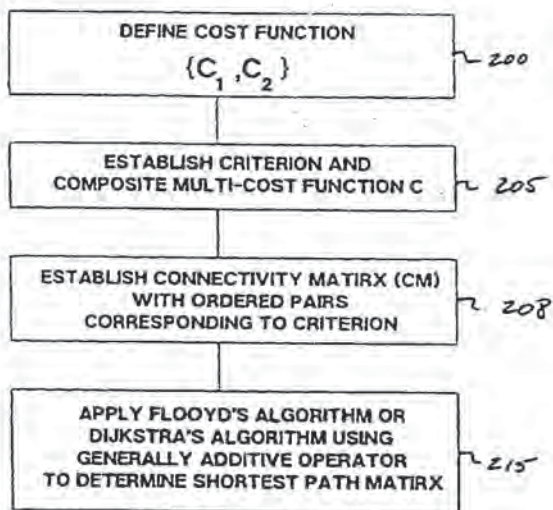 DEFINE COST FUNCTION
{C1 ,C2 }
200
ESTABLISH CRITERION AND
COMPOSITE MULTI-COST FUNCTION C
205
ESTABLISH CONNECTIVITY MATIRX (CM)
WITH ORDERED PAIRS
CORRESPONDING TO CRITERION
208
APPLY FLOOYD'S ALGORITHM OR
DIJKSTRA'S ALGORITHM USING
GENERALLY ADDITIVE OPERATOR
TO DETERMINE SHORTEST PATH MATIRX
215